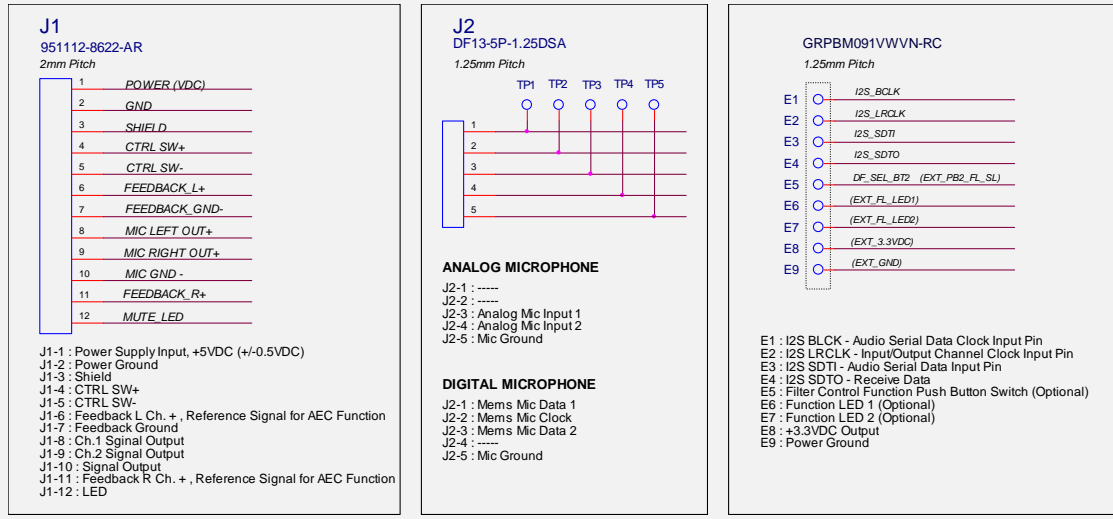 J1
951112-8622-AR
2mm Pitch
1 POWER (VDC)
2 GND
3 SHIELD
4 CTRL SW+
5 CTRL SW-
6 FEEDBACK_L+
7 FEEDBACK_GND-
8 MIC LEFT OUT+
9 MIC RIGHT OUT+
10 MIC GND -
11 FEEDBACK_R+
12 MUTE_LED
J1-1 : Power Supply Input, +5VDC (+/-0.5VDC)
J1-2 : Power Ground
J1-3 : Shield
J1-4 : CTRL SW+
J1-5 : CTRL SW-
J1-6 : Feedback L Ch. + , Reference Signal for AEC Function
J1-7 : Feedback Ground
J1-8 : Ch.1 Sginal Output
J1-9 : Ch.2 Signal Output
J1-10 : Signal Output
J1-11 : Feedback R Ch. + , Reference Signal for AEC Function
J1-12 : LED
J2
DF13-5P-1.25DSA
1.25mm Pitch
TP1 TP2 TP3 TP4 TP5
1
2
3
4
5
ANALOG MICROPHONE
J2-1 : -----
J2-2 : -----
J2-3 : Analog Mic Input 1
J2-4 : Analog Mic Input 2
J2-5 : Mic Ground
DIGITAL MICROPHONE
J2-1 : Mems Mic Data 1
J2-2 : Mems Mic Clock
J2-3 : Mems Mic Data 2
J2-4 : -----
J2-5 : Mic Ground
GRPBM091VWVN-RC
1.25mm Pitch
E1 I2S_BCLK
E2 I2S_LRCLK
E3 I2S_SDTI
E4 I2S_SDTO
E5 DF_SEL_BT2 (EXT_PB2_FL_SL)
E6 (EXT_FL_LED1)
E7 (EXT_FL_LED2)
E8 (EXT_3.3VDC)
E9 (EXT_GND)
E1 : I2S BLCK - Audio Serial Data Clock Input Pin
E2 : I2S LRCLK - Input/Output Channel Clock Input Pin
E3 : I2S SDTI - Audio Serial Data Input Pin
E4 : I2S SDTO - Receive Data
E5 : Filter Control Function Push Button Switch (Optional)
E6 : Function LED 1 (Optional)
E7 : Function LED 2 (Optional)
E8 : +3.3VDC Output
E9 : Power Ground